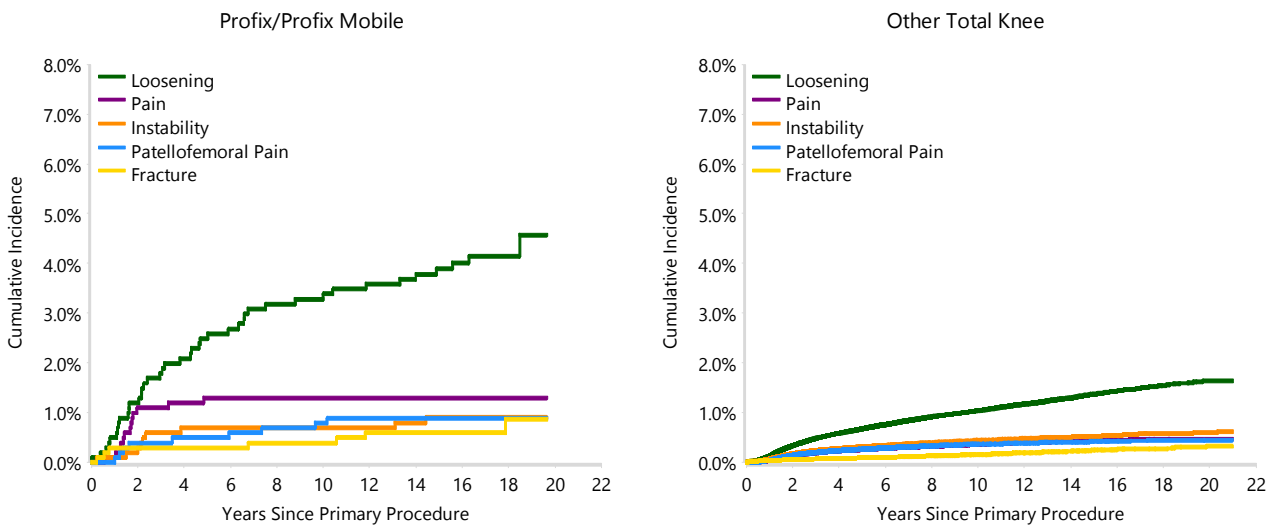 Profix/Profix Mobile
8.0%
7.0%
6.0%
5.0%
4.0%
3.0%
2.0%
1.0%
0.0%
Cumulative Incidence
Loosening
Pain
Instability
Patellofemoral Pain
Fracture
0 2 4 6 8 10 12 14 16 18 20 22
Years Since Primary Procedure
Other Total Knee
8.0%
7.0%
6.0%
5.0%
4.0%
3.0%
2.0%
1.0%
0.0%
Cumulative Incidence
Loosening
Pain
Instability
Patellofemoral Pain
Fracture
0 2 4 6 8 10 12 14 16 18 20 22
Years Since Primary Procedure